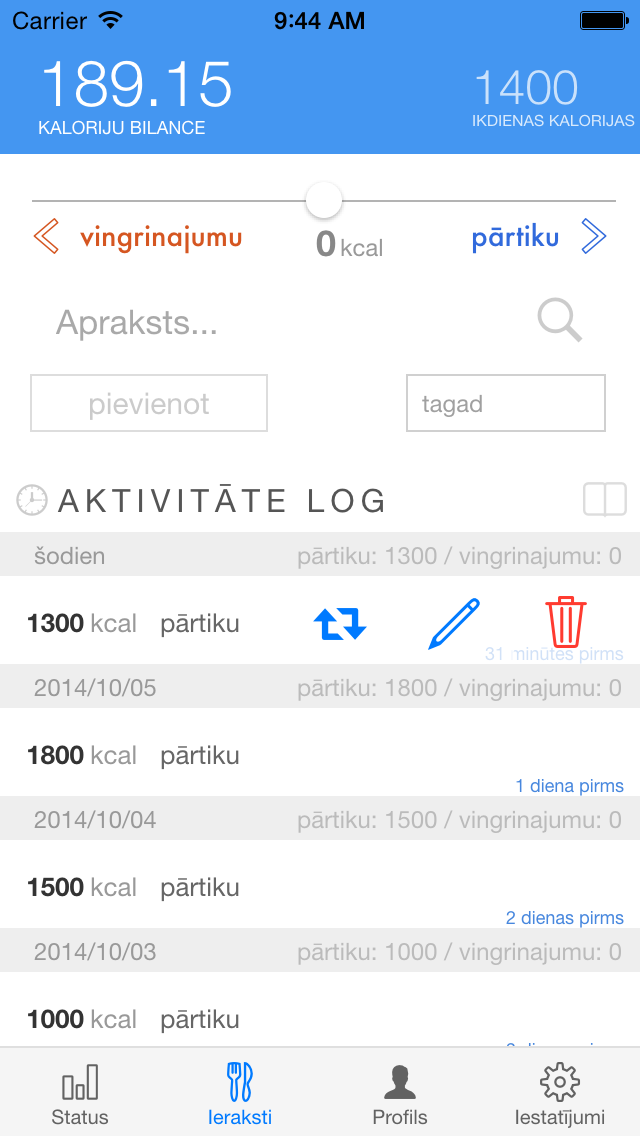 Carrier 9:44 AM
189.15 1400
KALORIJU BILANCE IKDIENAS KALORIJAS
vingrinajumu 0 kcal pārtiku
Apraksts...
pievienot tagad
AKTIVITĀTE LOG
šodien pārtiku: 1300 / vingrinajumu: 0
1300 kcal pārtiku
31 minūtes pirms
2014/10/05 pārtiku: 1800 / vingrinajumu: 0
1800 kcal pārtiku
1 diena pirms
2014/10/04 pārtiku: 1500 / vingrinajumu: 0
1500 kcal pārtiku
2 dienas pirms
2014/10/03 pārtiku: 1000 / vingrinajumu: 0
1000 kcal pārtiku
Status Ieraksti Profils Iestatījumi